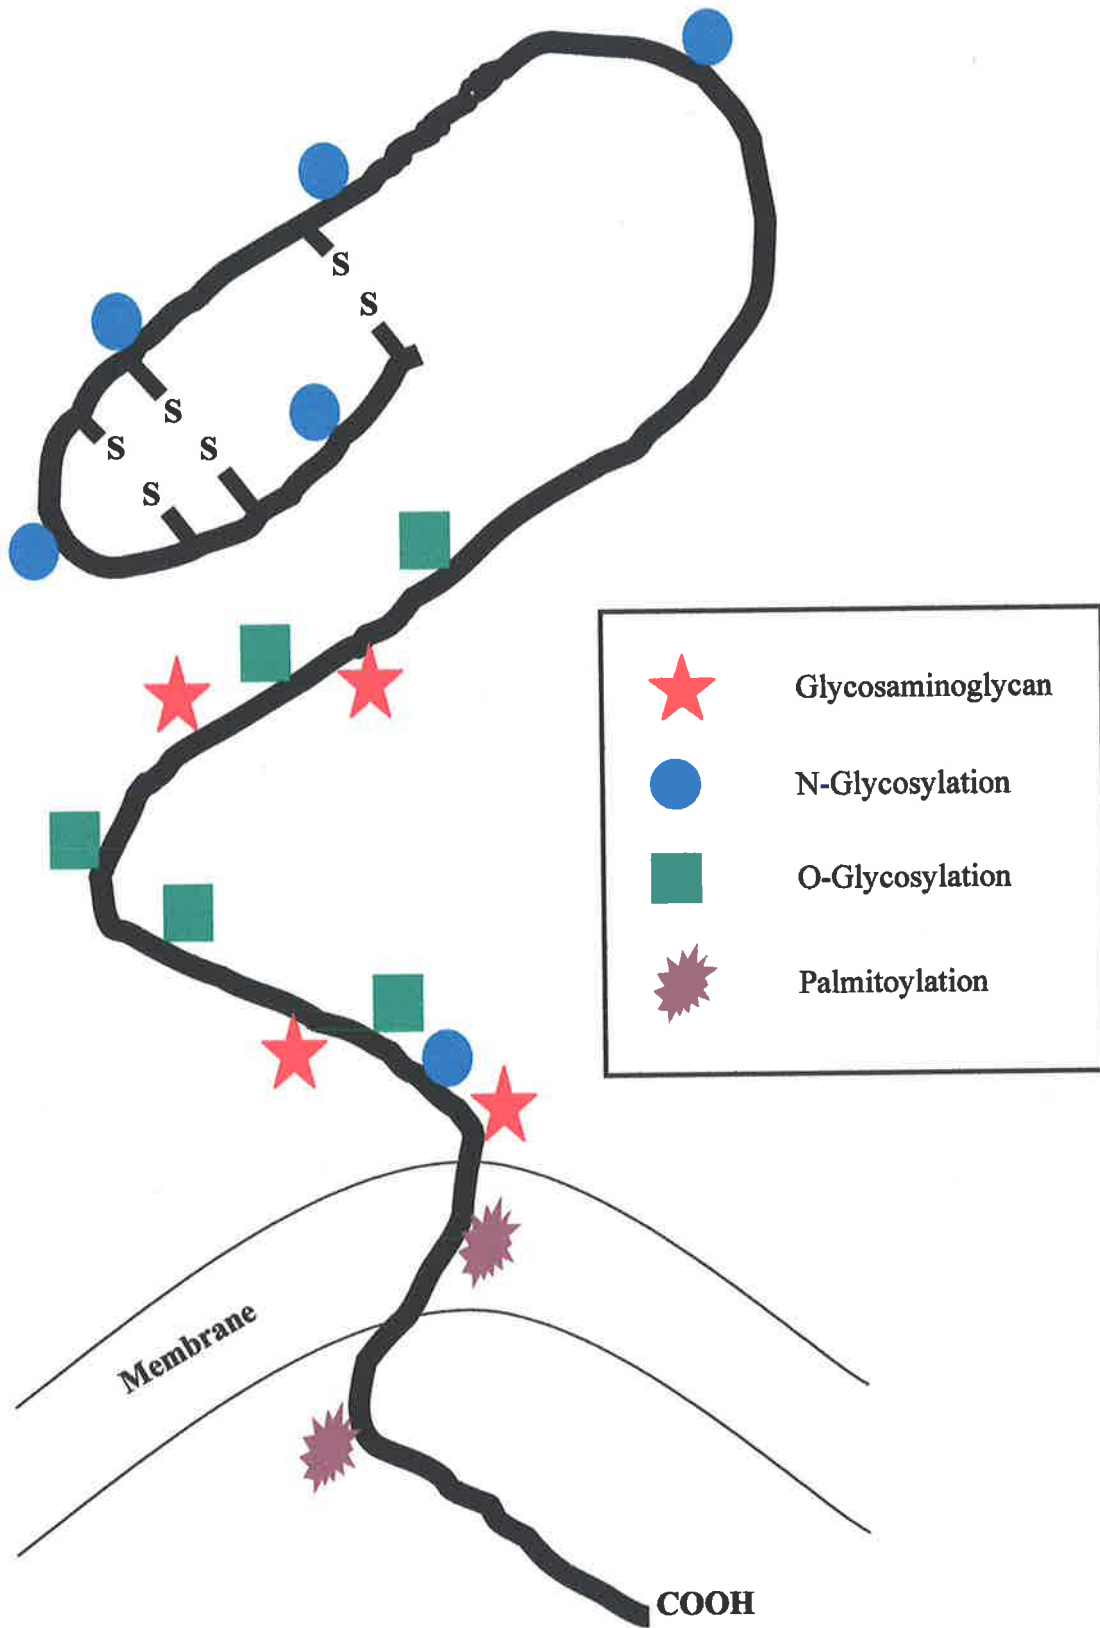 S
S
S
S
S
S
Glycosaminoglycan
N-Glycosylation
O-Glycosylation
Palmitoylation
Membrane
COOH